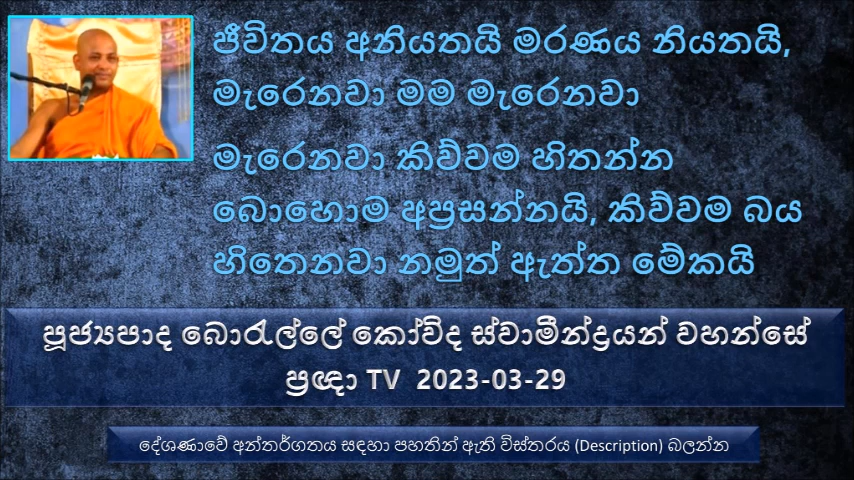 ජීවිතය අනියතයි මරණය නියතයි,
මැරෙනවා මම මැරෙනවා
මැරෙනවා කිව්වම හිතන්න
බොහොම අප්‍රසන්නයි, කිව්වම බය
හිතෙනවා නමුත් ඇත්ත මේකයි
පූජ්‍යපාද බොරැල්ලේ කෝවිද ස්වාමීන්ද්‍රයන් වහන්සේ
ප්‍රඥා TV 2023-03-29
දේශණාවේ අන්තර්ගතය සඳහා පහතින් ඇති විස්තරය (Description) බලන්න